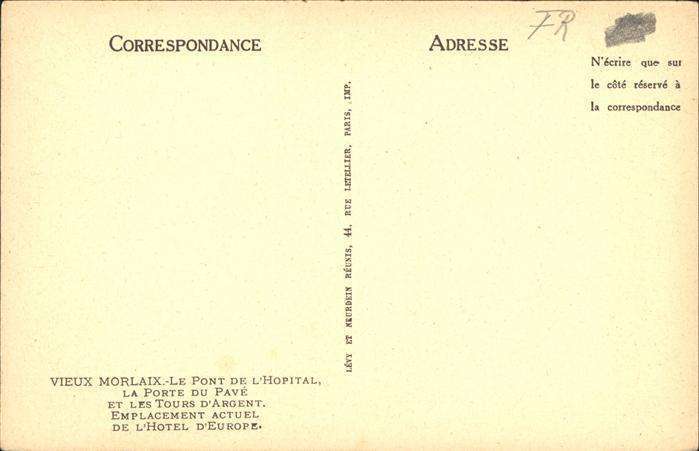 CORRESPONDANCE
ADRESSE
FR
N'écrire que sur
le côté réservé à
la correspondance
LÉVY ET NEURDEIN RÉUNIS, 44, RUE LETELLIER, PARIS, IMP.
VIEUX MORLAIX.-LE PONT DE L'HOPITAL,
LA PORTE DU PAVÉ
ET LES TOURS D'ARGENT.
EMPLACEMENT ACTUEL
DE L'HOTEL D'EUROPE.